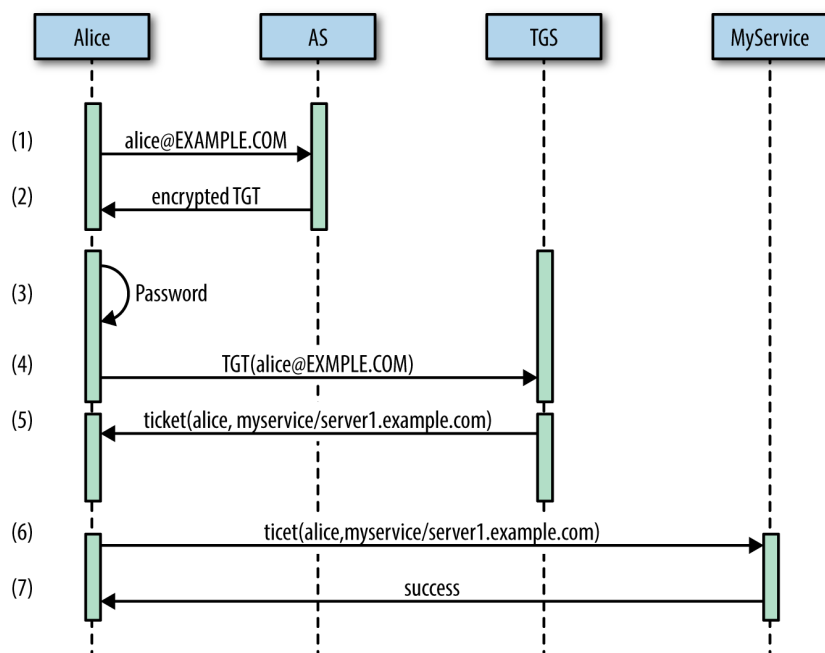 Alice AS TGS MyService
(1) alice@EXAMPLE.COM
(2) encrypted TGT
(3) Password
(4) TGT(alice@EXMPLE.COM)
(5) ticket(alice, myservice/server1.example.com)
(6) ticet(alice,myservice/server1.example.com)
(7) success